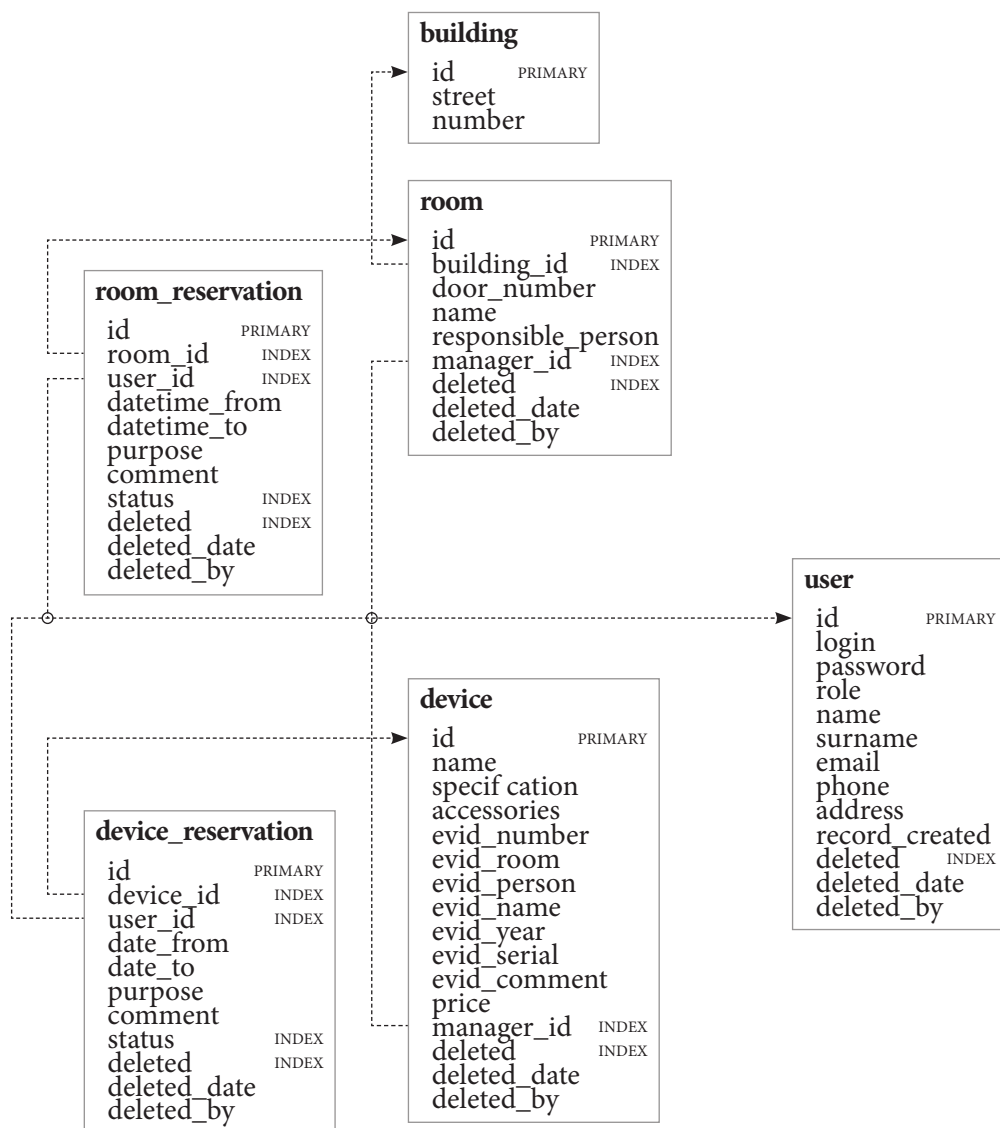 building
id PRIMARY
street
number
room
id PRIMARY
building_id INDEX
door_number
name
responsible_person
manager_id INDEX
deleted INDEX
deleted_date
deleted_by
room_reservation
id PRIMARY
room_id INDEX
user_id INDEX
datetime_from
datetime_to
purpose
comment
status INDEX
deleted INDEX
deleted_date
deleted_by
user
id PRIMARY
login
password
role
name
surname
email
phone
address
record_created
deleted INDEX
deleted_date
deleted_by
device
id PRIMARY
name
specif cation
accessories
evid_number
evid_room
evid_person
evid_name
evid_year
evid_serial
evid_comment
price
manager_id INDEX
deleted INDEX
deleted_date
deleted_by
device_reservation
id PRIMARY
device_id INDEX
user_id INDEX
date_from
date_to
purpose
comment
status INDEX
deleted INDEX
deleted_date
deleted_by